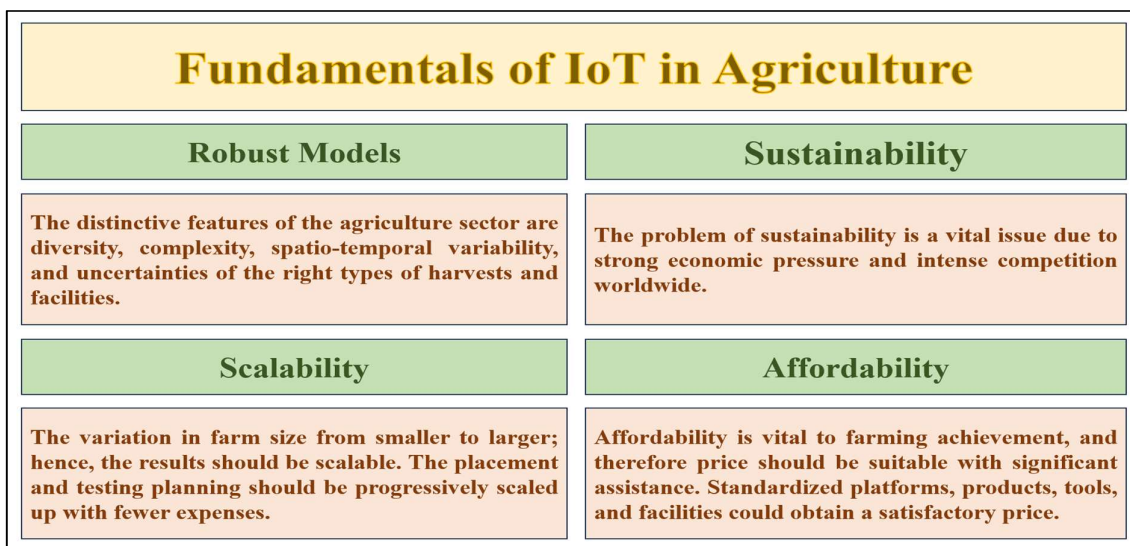 Fundamentals of IoT in Agriculture
Robust Models
The distinctive features of the agriculture sector are
diversity, complexity, spatio-temporal variability,
and uncertainties of the right types of harvests and
facilities.
Sustainability
The problem of sustainability is a vital issue due to
strong economic pressure and intense competition
worldwide.
Scalability
The variation in farm size from smaller to larger;
hence, the results should be scalable. The placement
and testing planning should be progressively scaled
up with fewer expenses.
Affordability
Affordability is vital to farming achievement, and
therefore price should be suitable with significant
assistance. Standardized platforms, products, tools,
and facilities could obtain a satisfactory price.